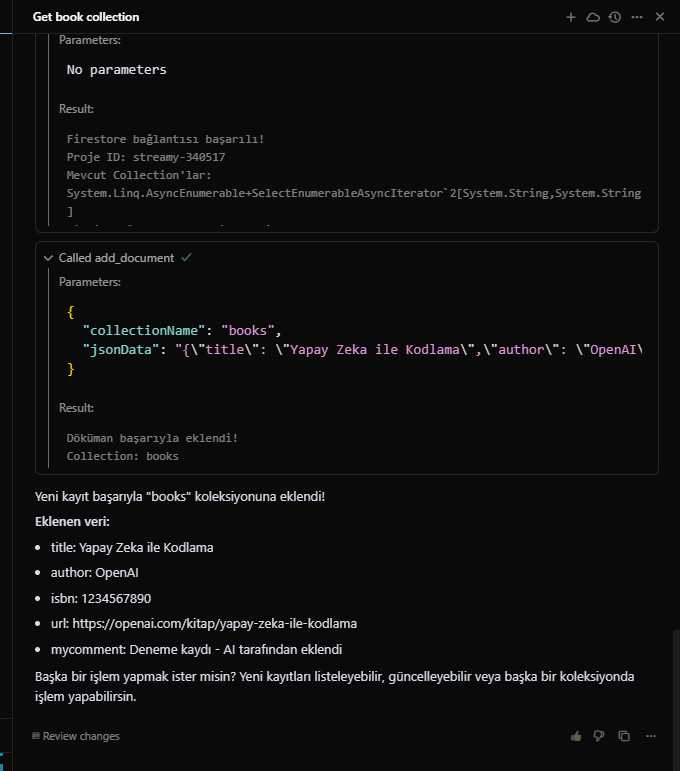 Get book collection
Parameters:
No parameters
Result:
Firestore bağlantısı başarılı!
Proje ID: streamy-340517
Mevcut Collection'lar:
System.Linq.AsyncEnumerable+SelectEnumerableAsyncIterator`2[System.String,System.String
]
Called add_document
Parameters:
{
"collectionName": "books",
"jsonData": "{\"title\": \"Yapay Zeka ile Kodlama\",\"author\": \"OpenAI\
}
Result:
Döküman başarıyla eklendi!
Collection: books
Yeni kayıt başarıyla "books" koleksiyonuna eklendi!
Eklenen veri:
• title: Yapay Zeka ile Kodlama
• author: OpenAI
• isbn: 1234567890
• url: https://openai.com/kitap/yapay-zeka-ile-kodlama
• mycomment: Deneme kaydı - AI tarafından eklendi
Başka bir işlem yapmak ister misin? Yeni kayıtları listeleyebilir, güncelleyebilir veya başka bir koleksiyonda
işlem yapabilirsin.
Review changes